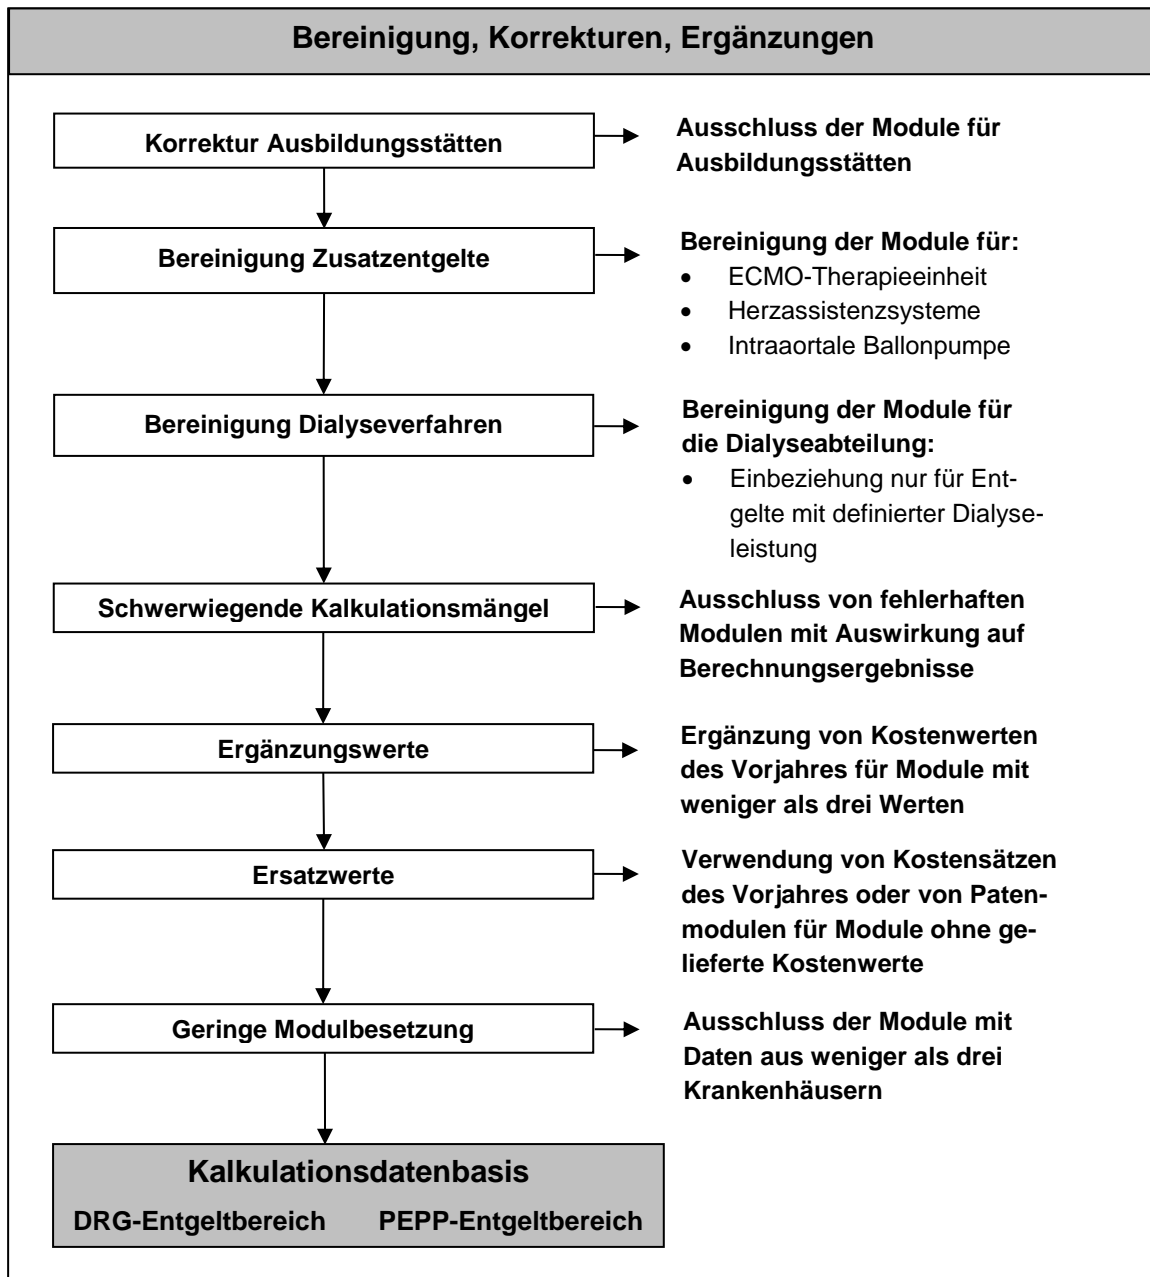 Bereinigung, Korrekturen, Ergänzungen
Korrektur Ausbildungsstätten
Ausschluss der Module für
Ausbildungsstätten
Bereinigung Zusatzentgelte
Bereinigung der Module für:
• ECMO-Therapieeinheit
• Herzassistenzsysteme
• Intraaortale Ballonpumpe
Bereinigung Dialyseverfahren
Bereinigung der Module für
die Dialyseabteilung:
• Einbeziehung nur für Ent-
gelte mit definierter Dialyse-
leistung
Schwerwiegende Kalkulationsmängel
Ausschluss von fehlerhaften
Modulen mit Auswirkung auf
Berechnungsergebnisse
Ergänzungswerte
Ergänzung von Kostenwerten
des Vorjahres für Module mit
weniger als drei Werten
Ersatzwerte
Verwendung von Kostensätzen
des Vorjahres oder von Paten-
modulen für Module ohne ge-
lieferte Kostenwerte
Geringe Modulbesetzung
Ausschluss der Module mit
Daten aus weniger als drei
Krankenhäusern
Kalkulationsdatenbasis
DRG-Entgeltbereich PEPP-Entgeltbereich